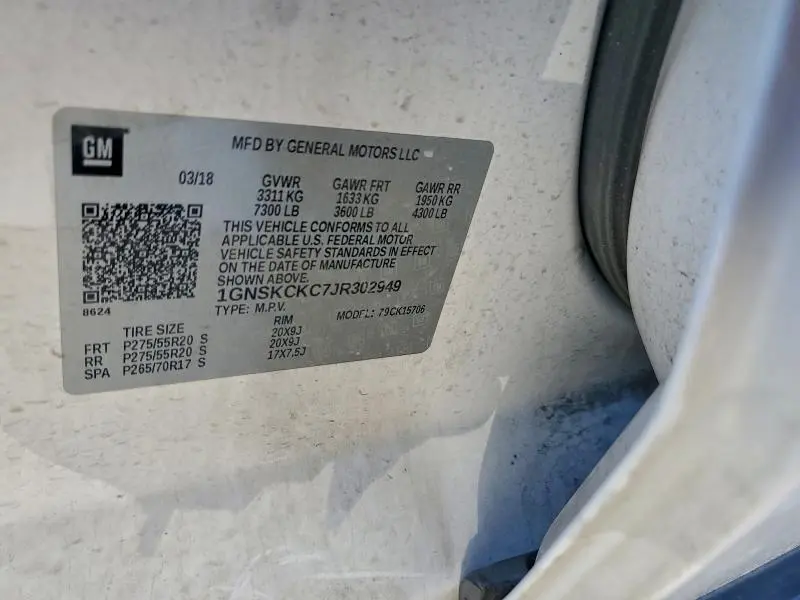 GM
MFD BY GENERAL MOTORS LLC
03/18 GVWR GAWR FRT GAWR RR
3311 KG 1633 KG 1950 KG
7300 LB 3600 LB 4300 LB
THIS VEHICLE CONFORMS TO ALL
APPLICABLE U.S. FEDERAL MOTOR
VEHICLE SAFETY STANDARDS IN EFFECT
ON THE DATE OF MANUFACTURE
SHOWN ABOVE.
1GNSKCKC7JR302949
8624 TYPE: M.P.V. MODEL: 79CK15706
TIRE SIZE RIM
FRT P275/55R20 S 20X9J
RR P275/55R20 S 20X9J
SPA P265/70R17 S 17X7.5J